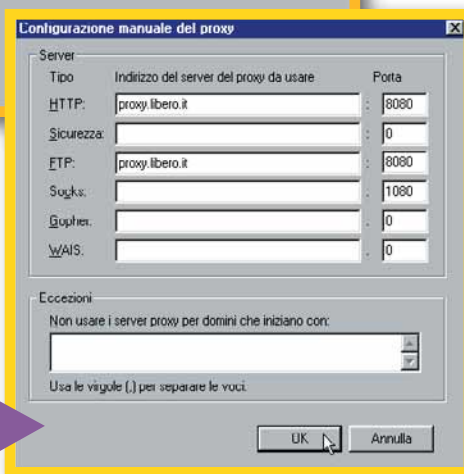 Configurazione manuale del proxy
Server
Tipo Indirizzo del server del proxy da usare Porta
HTTP: proxy.libero.it : 8080
Sicurezza: : 0
FTP: proxy.libero.it : 8080
Socks: : 1080
Gopher: : 0
WAIS: : 0
Eccezioni
Non usare i server proxy per domini che iniziano con:
Usa le virgole (,) per separare le voci.
OK Annulla